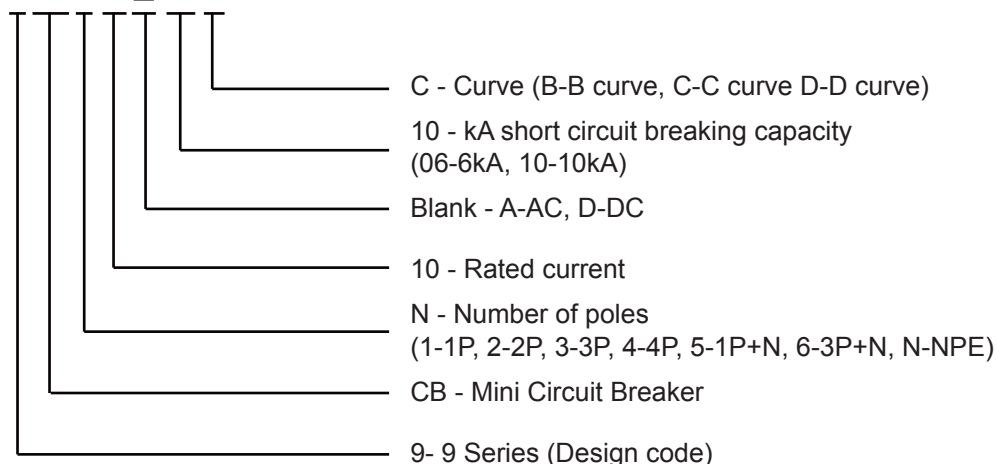 C - Curve (B-B curve, C-C curve D-D curve)
10 - kA short circuit breaking capacity
(06-6kA, 10-10kA)
Blank - A-AC, D-DC
10 - Rated current
N - Number of poles
(1-1P, 2-2P, 3-3P, 4-4P, 5-1P+N, 6-3P+N, N-NPE)
CB - Mini Circuit Breaker
9- 9 Series (Design code)